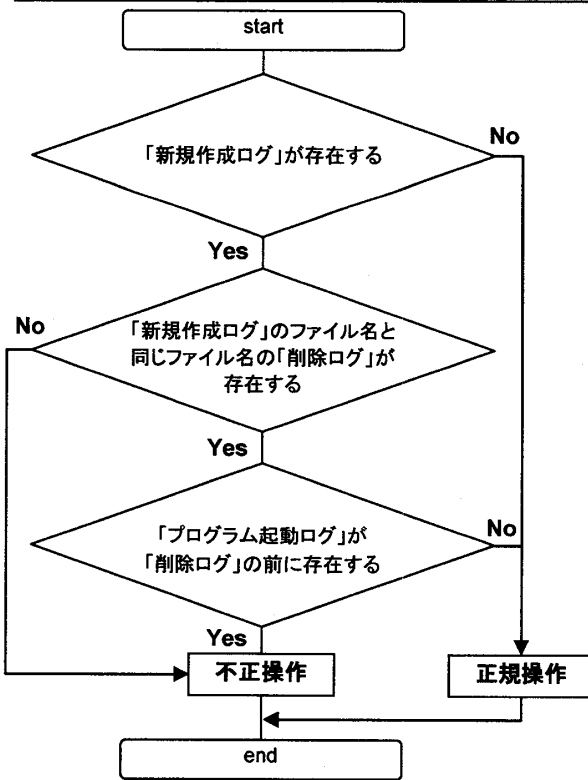 start
「新規作成ログ」が存在する
No
Yes
No
「新規作成ログ」のファイル名と
同じファイル名の「削除ログ」が
存在する
Yes
「プログラム起動ログ」が
「削除ログ」の前に存在する
No
Yes
不正操作
正規操作
end